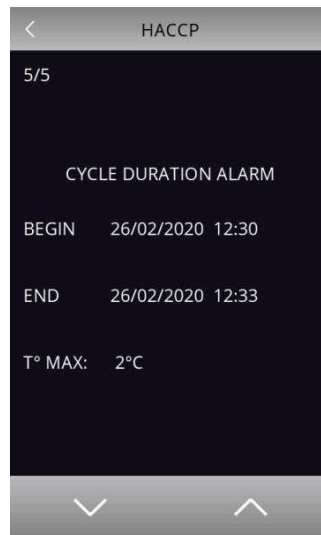 HACCP
5/5
CYCLE DURATION ALARM
BEGIN 26/02/2020 12:30
END 26/02/2020 12:33
T° MAX: 2°C